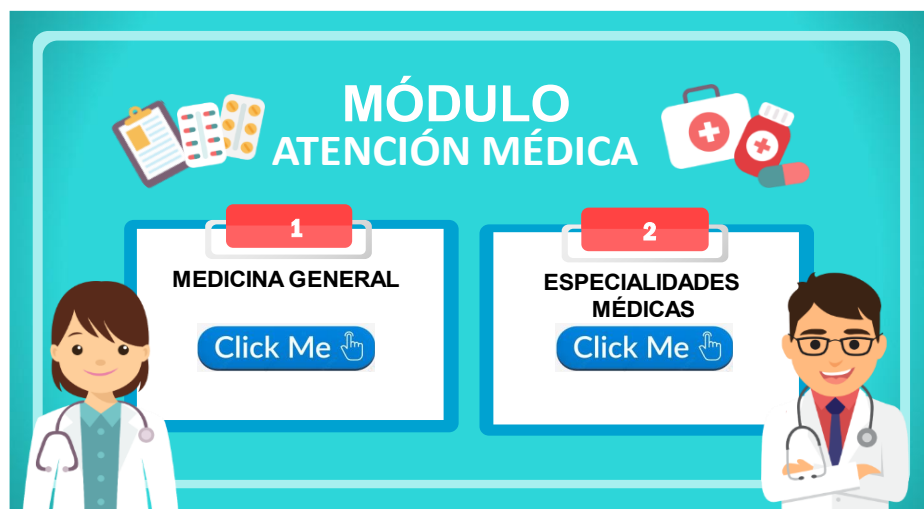 MÓDULO
ATENCIÓN MÉDICA
1
MEDICINA GENERAL
Click Me
2
ESPECIALIDADES
MÉDICAS
Click Me